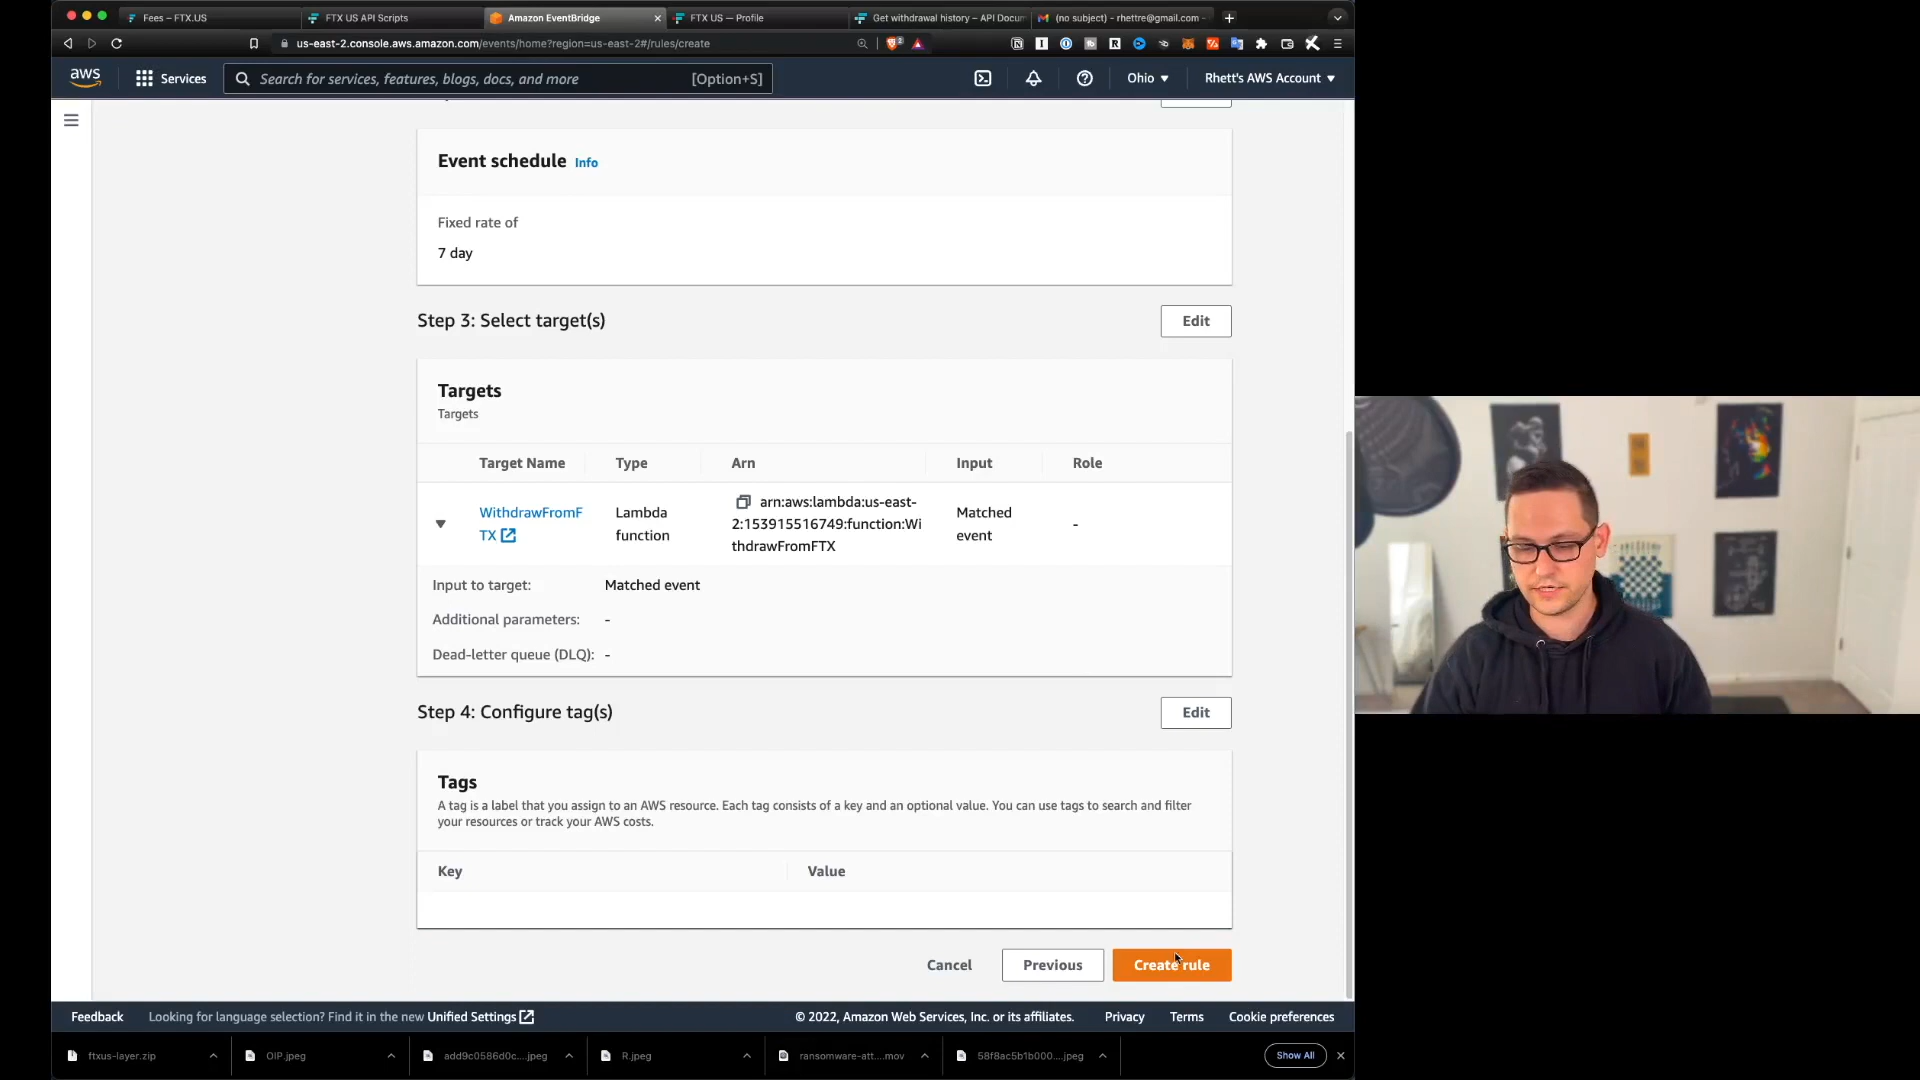 Fees – FTX.US
FTX US API Scripts
Amazon EventBridge
FTX US — Profile
Get withdrawal history – API Docum
(no subject) - rhettre@gmail.com -
us-east-2.console.aws.amazon.com/events/home?region=us-east-2#/rules/create
aws
Services
Search for services, features, blogs, docs, and more
[Option+S]
Ohio
Rhett's AWS Account
Event schedule Info
Fixed rate of
7 day
Step 3: Select target(s)
Edit
Targets
Targets
Target Name
Type
Arn
Input
Role
WithdrawFromF
TX
Lambda
function
arn:aws:lambda:us-east-
2:153915516749:function:Wi
thdrawFromFTX
Matched
event
-
Input to target: Matched event
Additional parameters: -
Dead-letter queue (DLQ): -
Step 4: Configure tag(s)
Edit
Tags
A tag is a label that you assign to an AWS resource. Each tag consists of a key and an optional value. You can use tags to search and filter
your resources or track your AWS costs.
Key
Value
Cancel
Previous
Create rule
Feedback
Looking for language selection? Find it in the new Unified Settings
© 2022, Amazon Web Services, Inc. or its affiliates.
Privacy
Terms
Cookie preferences
ftxus-layer.zip
OIP.jpeg
add9c0586d0c....jpeg
R.jpeg
ransomware-att....mov
58f8ac5b1b000....jpeg
Show All